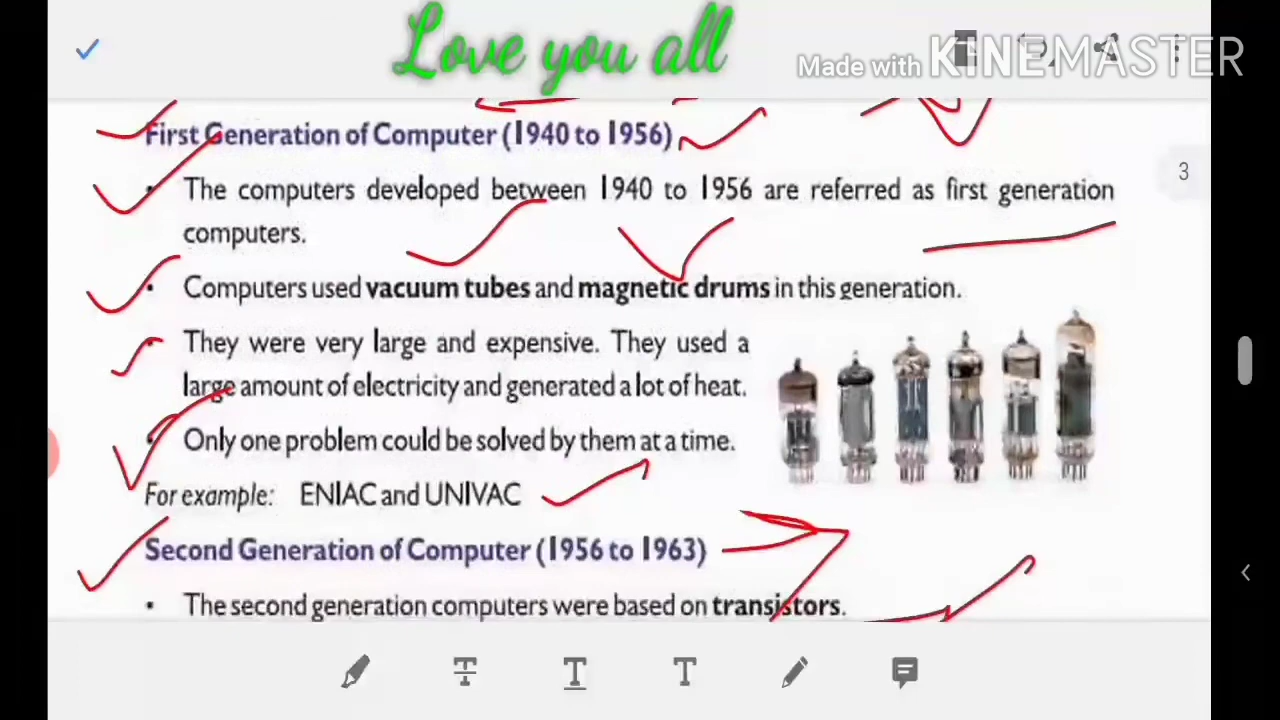 Love you all
Made with KINEMASTER
First Generation of Computer (1940 to 1956)
3
• The computers developed between 1940 to 1956 are referred as first generation
computers.
• Computers used vacuum tubes and magnetic drums in this generation.
• They were very large and expensive. They used a
large amount of electricity and generated a lot of heat.
• Only one problem could be solved by them at a time.
For example: ENIAC and UNIVAC
Second Generation of Computer (1956 to 1963)
• The second generation computers were based on transistors.
T T T